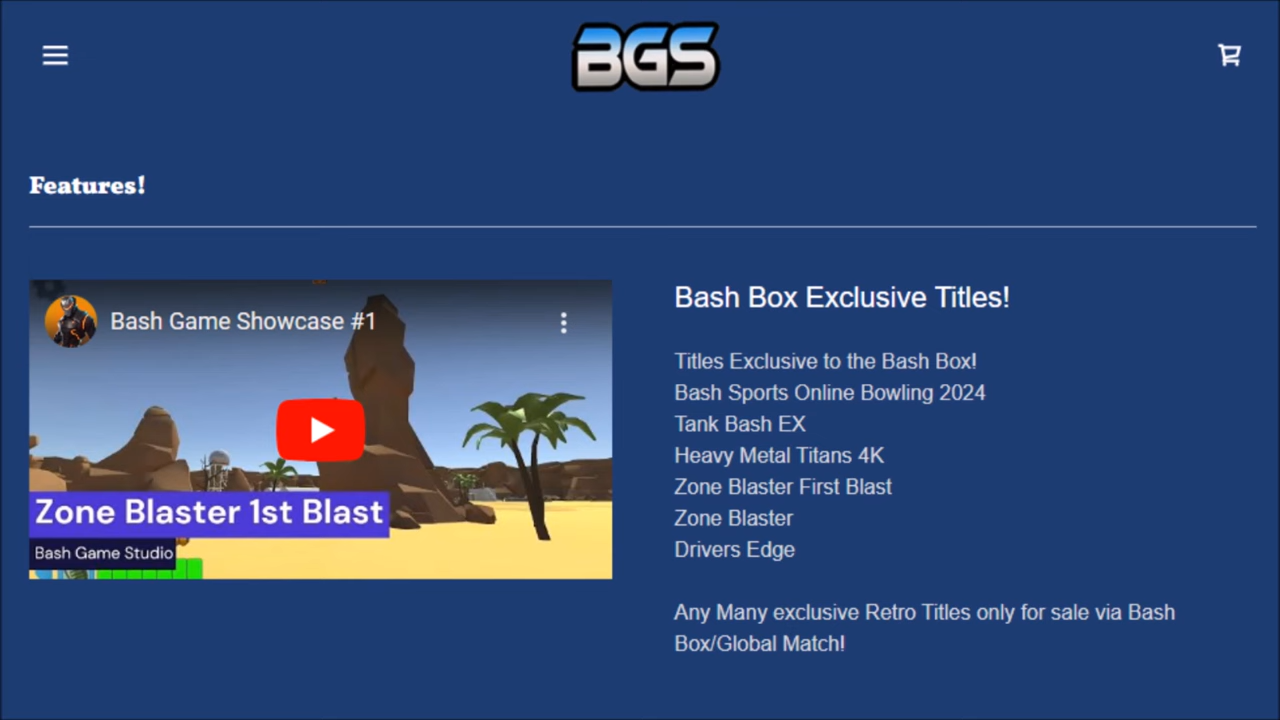 BGS
Features!
Bash Game Showcase #1
Zone Blaster 1st Blast
Bash Game Studio
Bash Box Exclusive Titles!
Titles Exclusive to the Bash Box!
Bash Sports Online Bowling 2024
Tank Bash EX
Heavy Metal Titans 4K
Zone Blaster First Blast
Zone Blaster
Drivers Edge
Any Many exclusive Retro Titles only for sale via Bash
Box/Global Match!